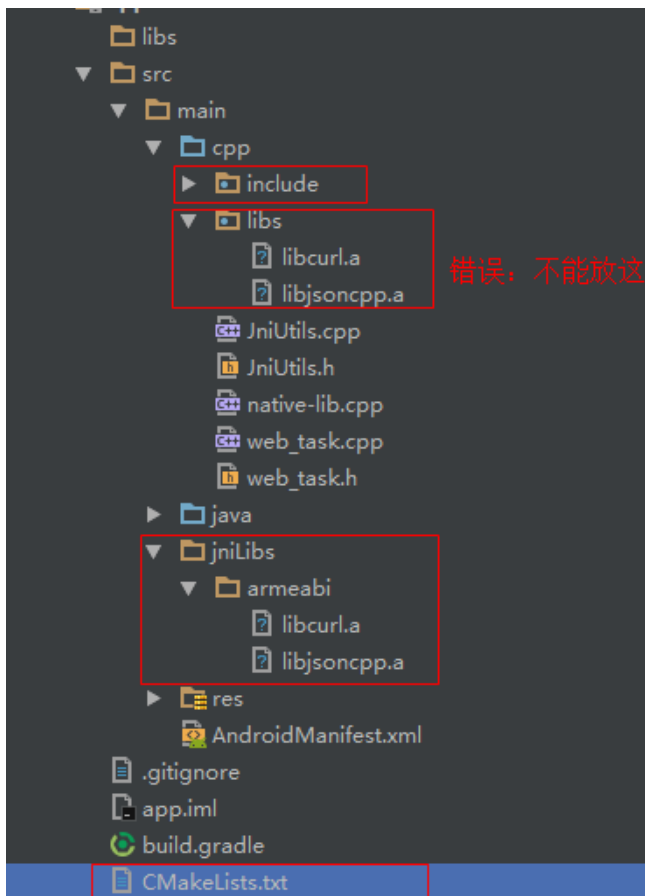 libs
src
main
cpp
include
libs
libcurl.a
错误：不能放这
libjsoncpp.a
JniUtils.cpp
JniUtils.h
native-lib.cpp
web_task.cpp
web_task.h
java
jniLibs
armeabi
libcurl.a
libjsoncpp.a
res
AndroidManifest.xml
.gitignore
app.iml
build.gradle
CMakeLists.txt